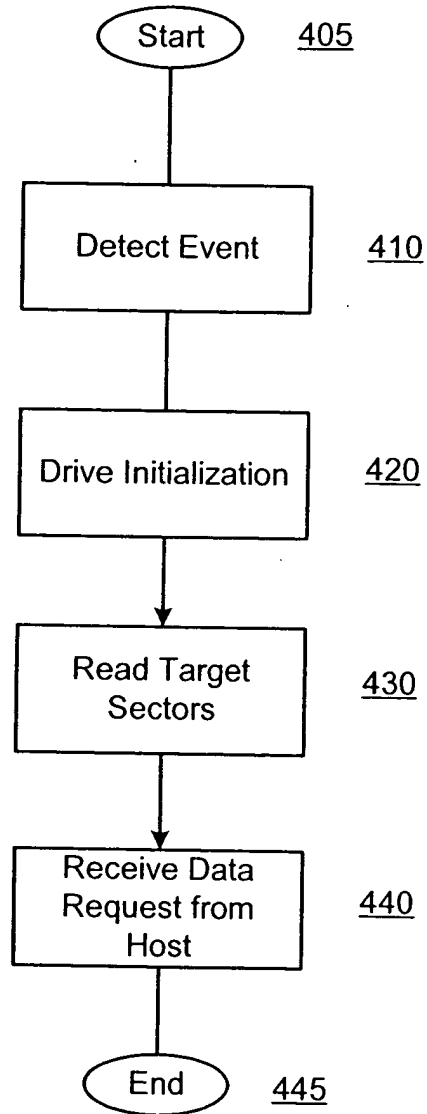 Start 405
Detect Event 410
Drive Initialization 420
Read Target
Sectors
430
Receive Data
Request from
Host
440
End 445